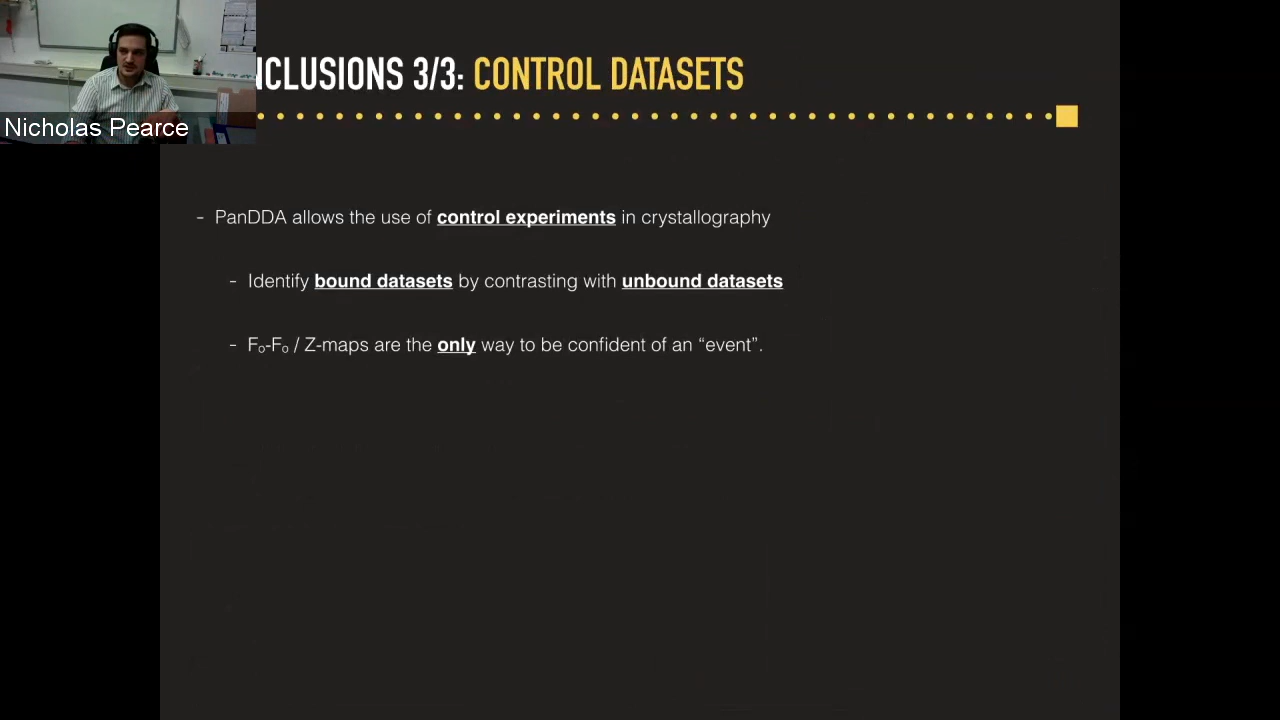 NCLUSIONS 3/3: CONTROL DATASETS
Nicholas Pearce
- PanDDA allows the use of control experiments in crystallography
- Identify bound datasets by contrasting with unbound datasets
- Fₒ-Fₒ / Z-maps are the only way to be confident of an “event”.